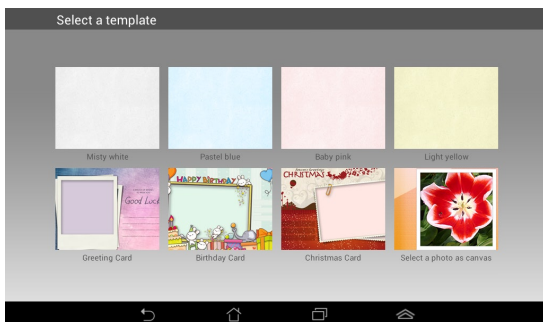 Select a template
Misty white
Pastel blue
Baby pink
Light yellow
Good Luck
HAPPY BIRTHDAY
CHRISTMAS
Greeting Card
Birthday Card
Christmas Card
Select a photo as canvas